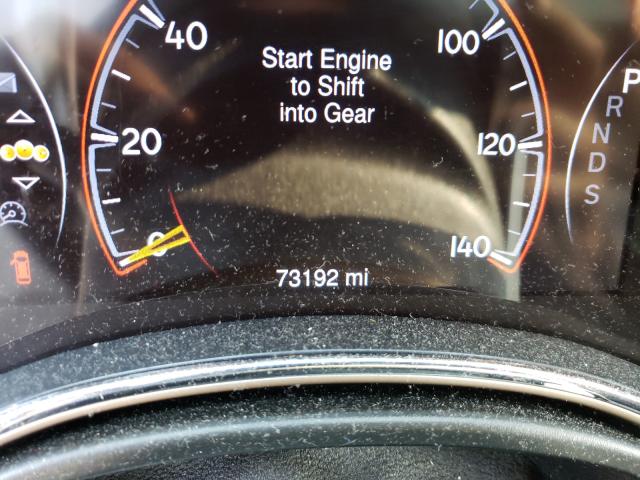 40
100
Start Engine
to Shift
into Gear
P
R
N
D
S
20
120
0
140
73192 mi